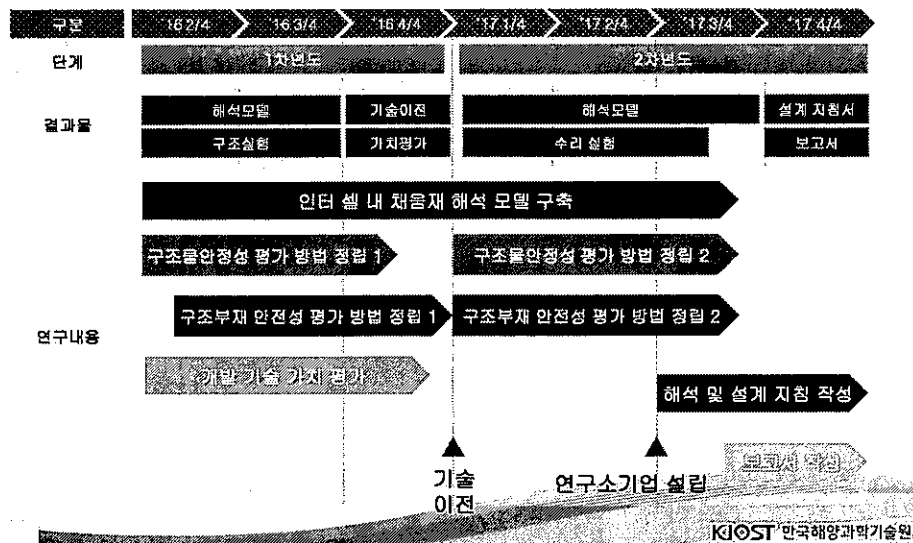 구분 '16.2/4 '16.3/4 '16.4/4 '17.1/4 '17.2/4 '17.3/4 '17.4/4
단계 1차년도 2차년도
결과물
해석모델 기술이전 해석모델 설계 지침서
구조실험 가치평가 수리 실험 보고서
연구내용
인터 셀 내 채움재 해석 모델 구축
구조물안정성 평가 방법 정립 1 구조물안정성 평가 방법 정립 2
구조부재 안전성 평가 방법 정립 1 구조부재 안전성 평가 방법 정립 2
개발 기술 가치 평가
해석 및 설계 지침 작성
보고서 작성
기술
이전
연구소기업 설립
KIOST 한국해양과학기술원